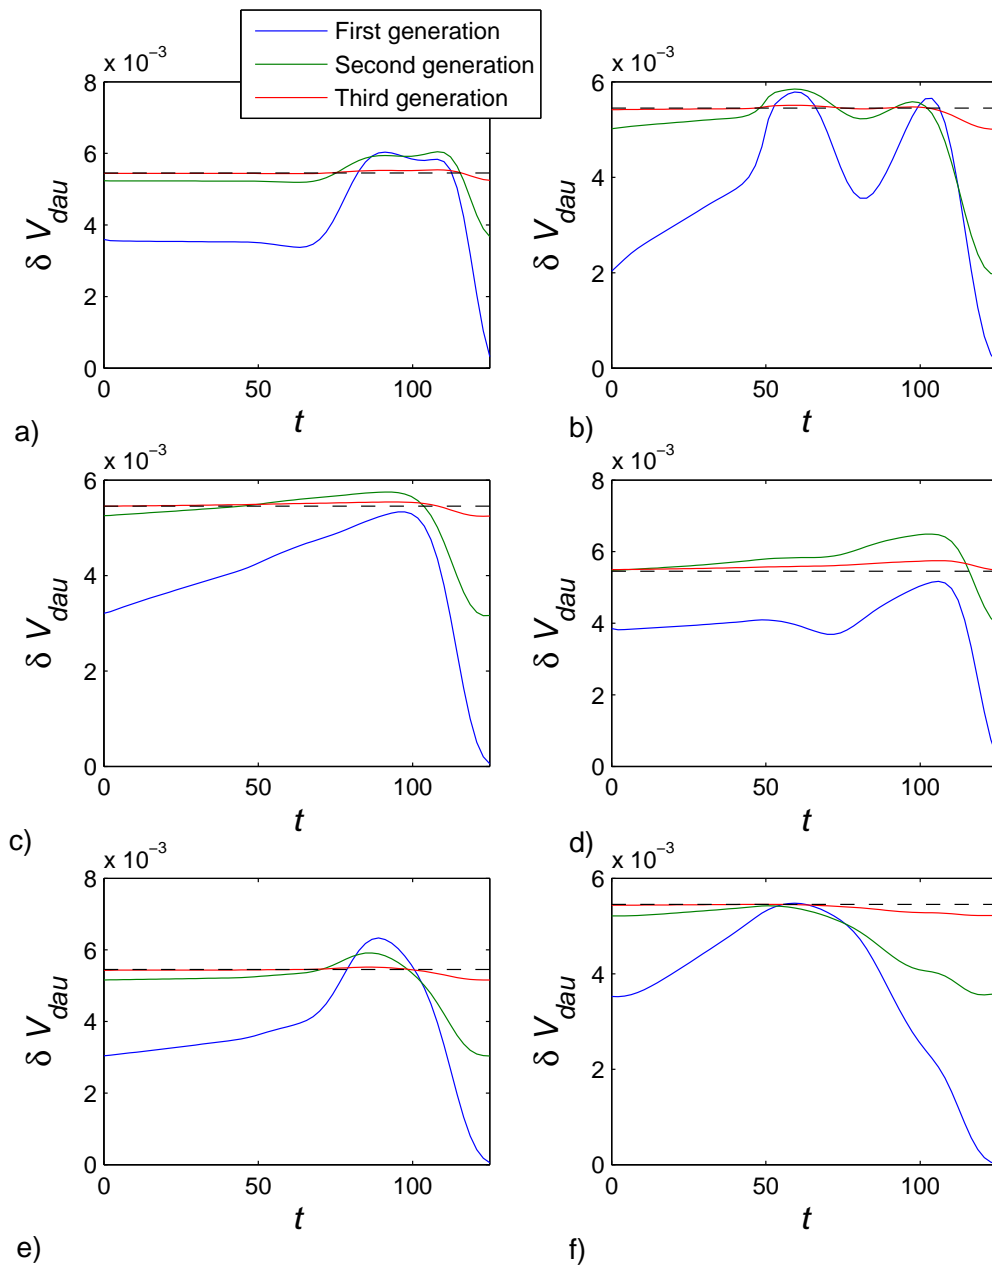 First generation
Second generation
Third generation
x 10⁻³
8
6
4
2
0
0 50 100
δ V_dau
t
a)
x 10⁻³
6
4
2
0
0 50 100
δ V_dau
t
b)
x 10⁻³
6
4
2
0
0 50 100
δ V_dau
t
c)
x 10⁻³
8
6
4
2
0
0 50 100
δ V_dau
t
d)
x 10⁻³
8
6
4
2
0
0 50 100
δ V_dau
t
e)
x 10⁻³
6
4
2
0
0 50 100
δ V_dau
t
f)